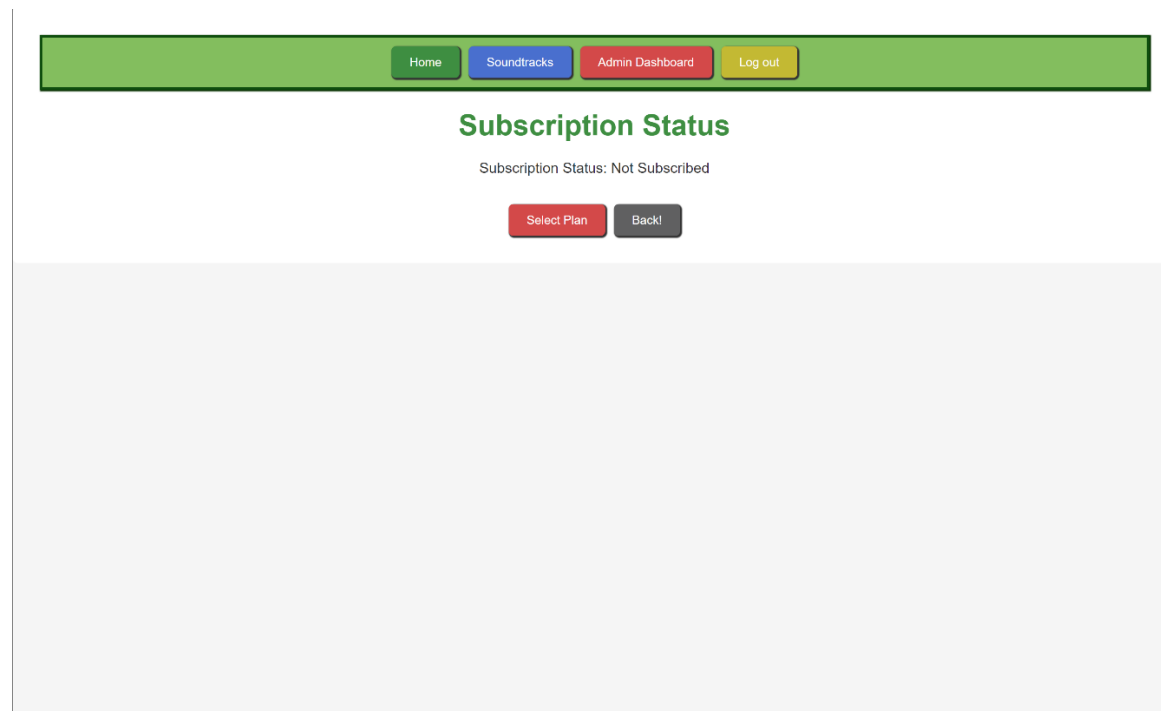 Home Soundtracks Admin Dashboard Log out
Subscription Status
Subscription Status: Not Subscribed
Select Plan Back!